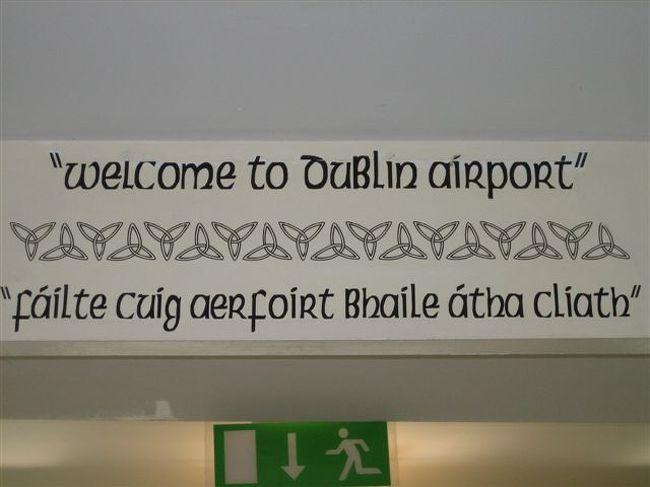 "welcome to Dublin airport"
"fáilte cuig aerfoirt Bhaile átha cliath"